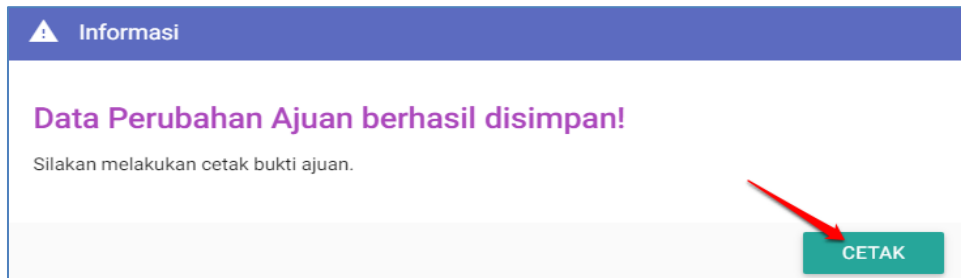 Informasi
Data Perubahan Ajuan berhasil disimpan!
Silakan melakukan cetak bukti ajuan.
CETAK